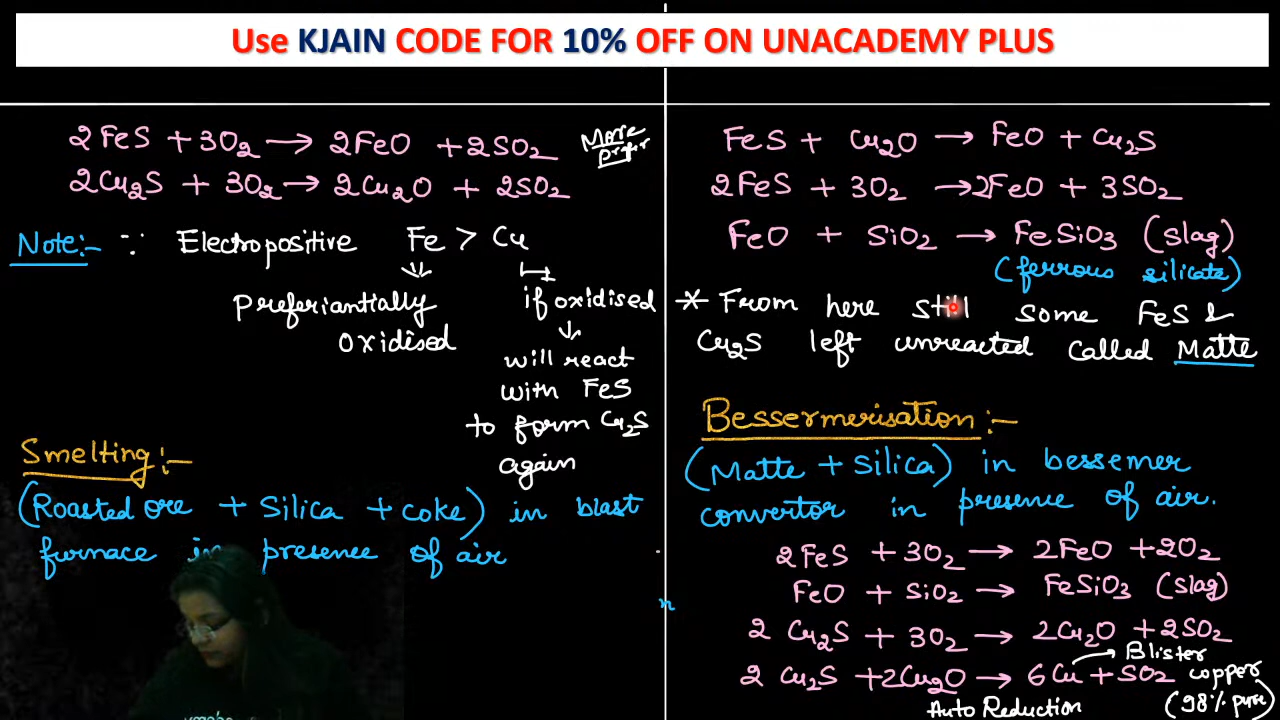 Use KJAIN CODE FOR 10% OFF ON UNACADEMY PLUS
2FeS + 3O₂ → 2FeO + 2SO₂ More prefer
2Cu₂S + 3O₂ → 2Cu₂O + 2SO₂
Note:- ∵ Electropositive Fe > Cu
Preferiantially
oxidised
if oxidised
↓
will react
with FeS
to form Cu₂S
again
Smelting:-
(Roasted ore + Silica + coke) in blast
furnace in presence of air
FeS + Cu₂O → FeO + Cu₂S
2FeS + 3O₂ → 2FeO + 3SO₂
FeO + SiO₂ → FeSiO₃ (slag)
(ferrous silicate)
* From here still some FeS &
Cu₂S left unreacted called Matte
Bessermerisation:-
(Matte + Silica) in bessemer
convertor in presence of air.
2FeS + 3O₂ → 2FeO + 2O₂
FeO + SiO₂ → FeSiO₃ (slag)
2 Cu₂S + 3O₂ → 2Cu₂O + 2SO₂
2 Cu₂S + 2Cu₂O → 6Cu + SO₂
Blister
copper
(98% pure)
Auto Reduction